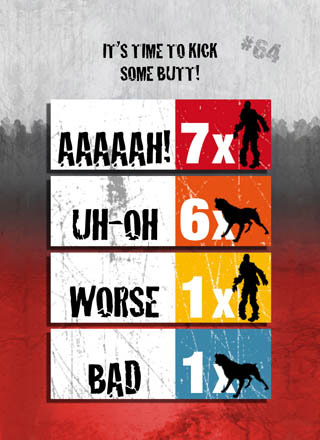 IT'S TIME TO KICK
SOME BUTT!
#64
AAAAAH! 7x
UH-OH 6x
WORSE 1x
BAD 1x